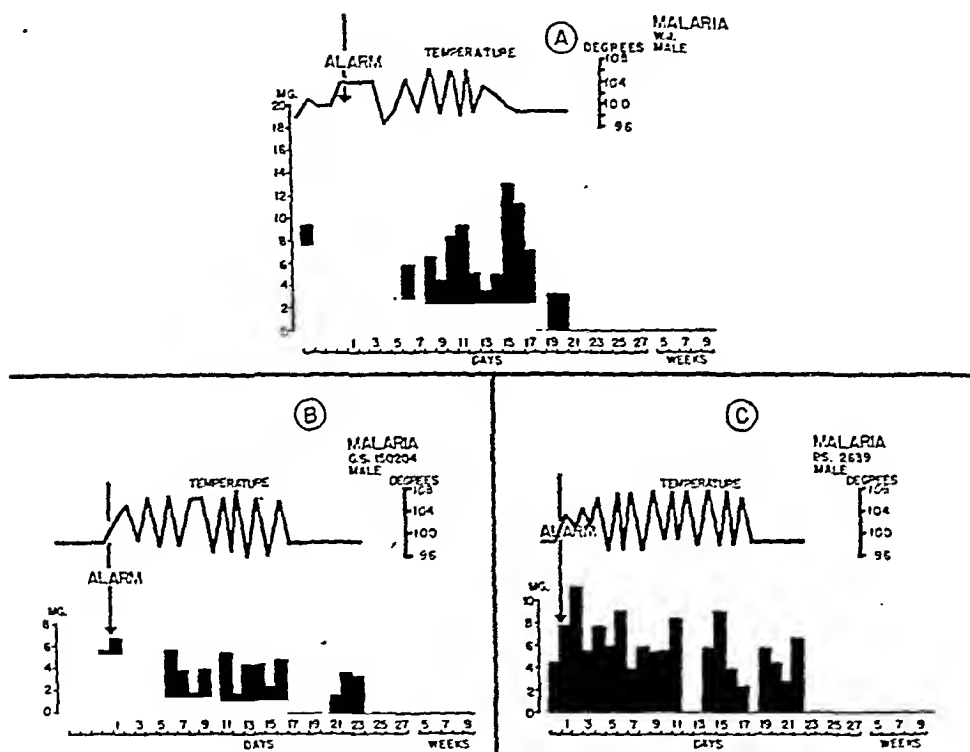 A
MALARIA
W.J.
MALE
ALARM
TEMPERATURE
DEGREES
108
104
100
96
MG.
20
18
16
14
12
10
8
6
4
2
0
1 3 5 7 9 11 13 15 17 19 21 23 25 27 5 7 9
DAYS WEEKS
B
MALARIA
G.S. 150204
MALE
TEMPERATURE
DEGREES
108
104
100
96
ALARM
MG.
8
6
4
2
0
1 3 5 7 9 11 13 15 17 19 21 23 25 27 5 7 9
DAYS WEEKS
C
MALARIA
P.S. 2639
MALE
TEMPERATURE
DEGREES
108
104
100
96
ALARM
MG.
10
8
6
4
2
0
1 3 5 7 9 11 13 15 17 19 21 23 25 27 5 7 9
DAYS WEEKS